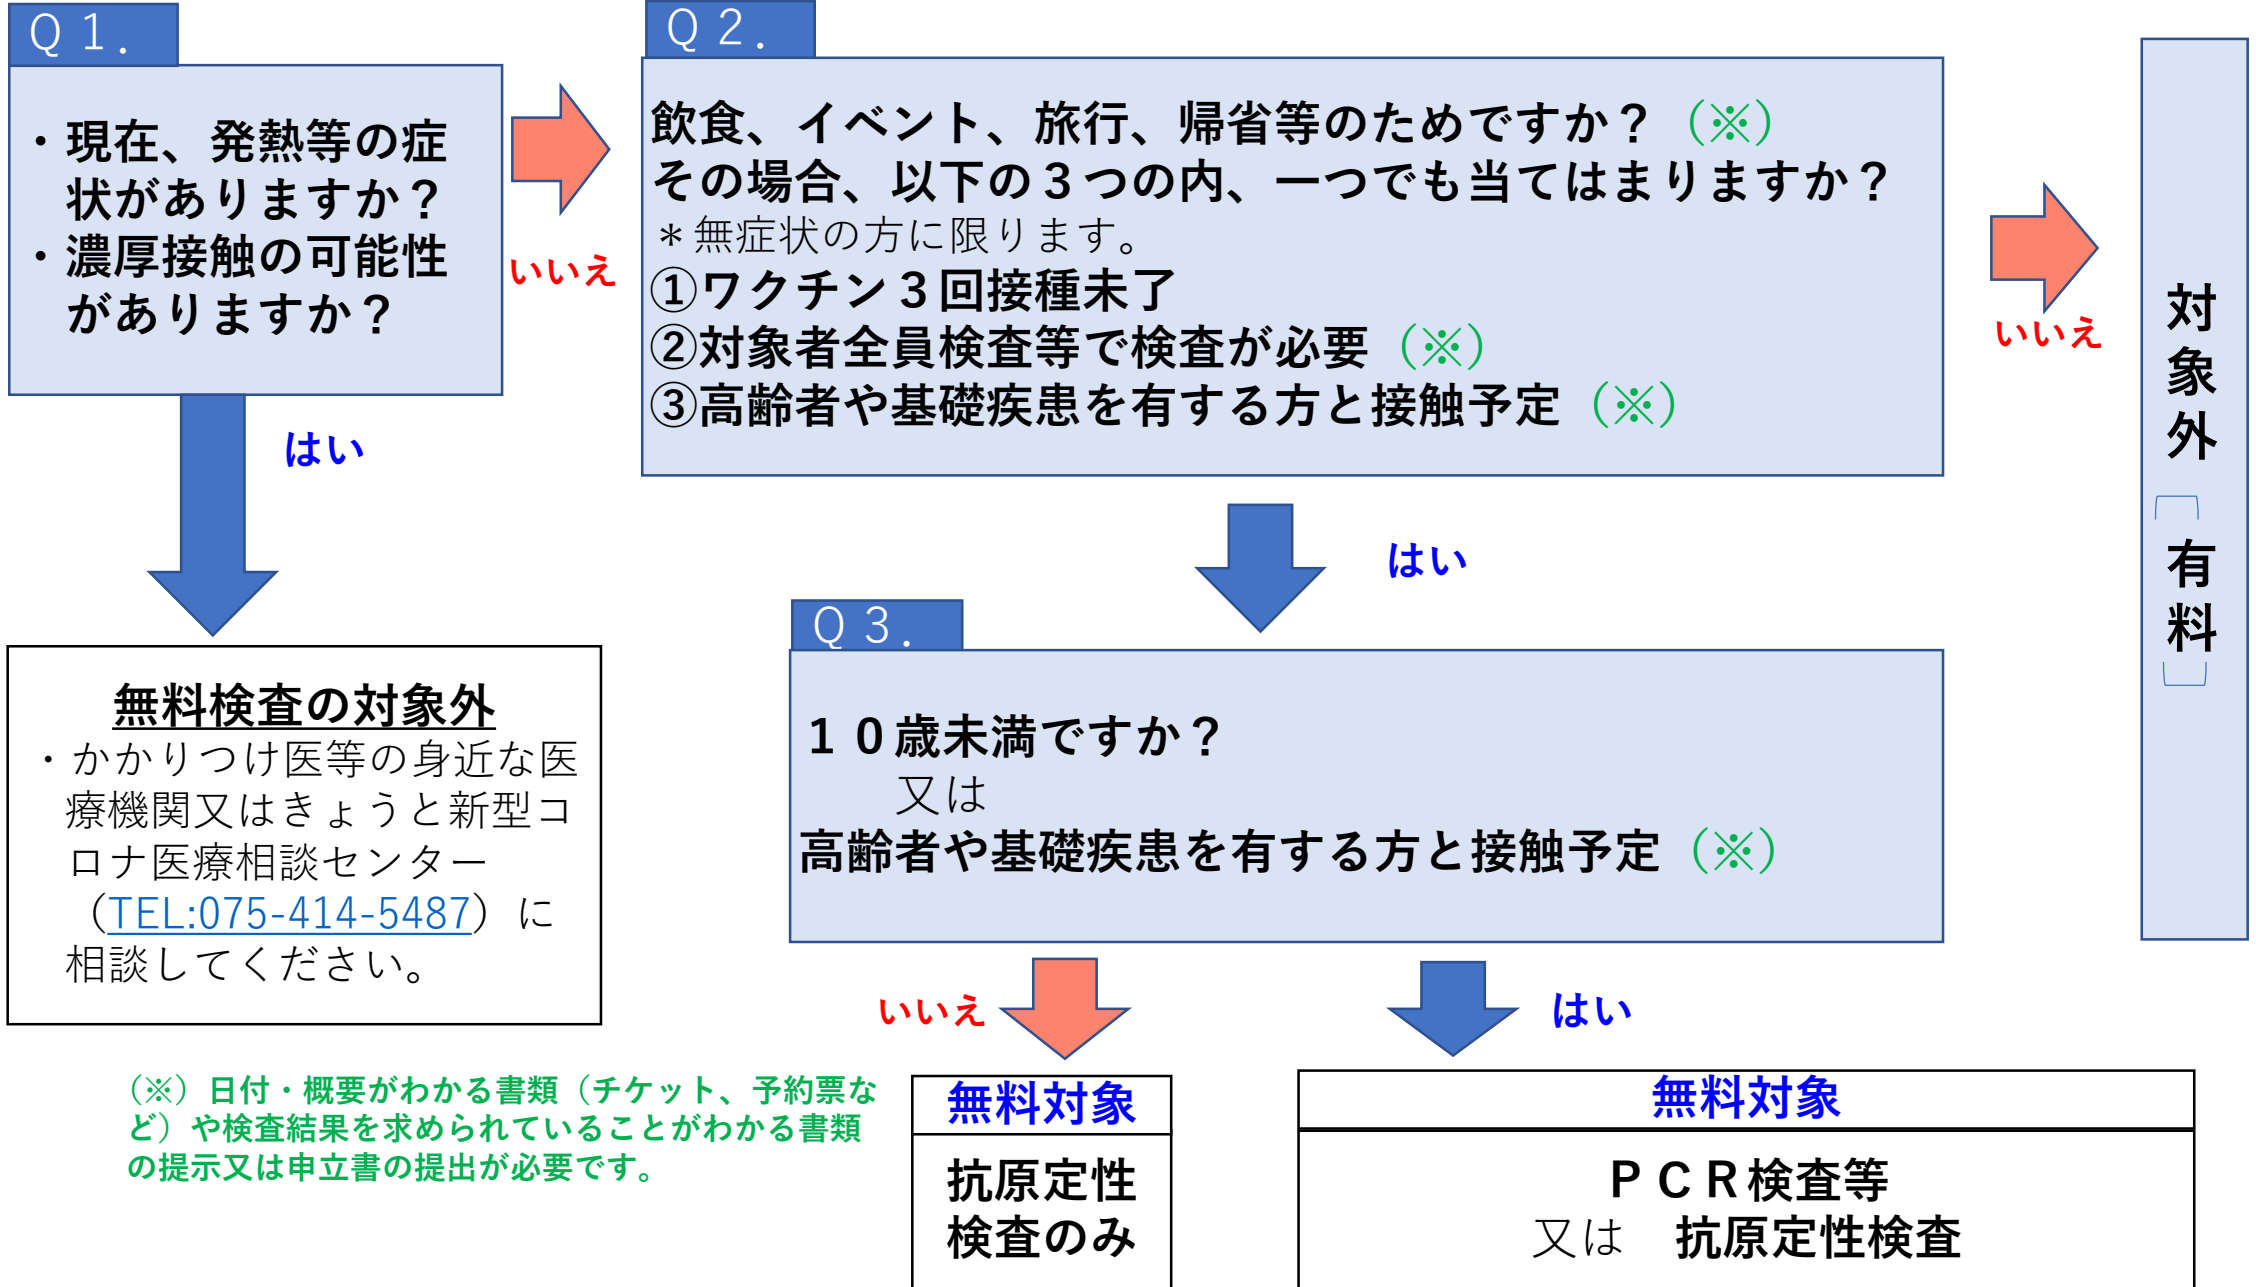 Ｑ１．
・現在、発熱等の症
状がありますか？
・濃厚接触の可能性
がありますか？
いいえ
はい
Ｑ２．
飲食、イベント、旅行、帰省等のためですか？（※）
その場合、以下の３つの内、一つでも当てはまりますか？
＊無症状の方に限ります。
①ワクチン３回接種未了
②対象者全員検査等で検査が必要（※）
③高齢者や基礎疾患を有する方と接触予定（※）
いいえ
対象外［有料］
はい
無料検査の対象外
・かかりつけ医等の身近な医
療機関又はきょうと新型コ
ロナ医療相談センター
（TEL:075-414-5487）に
相談してください。
Ｑ３．
１０歳未満ですか？
又は
高齢者や基礎疾患を有する方と接触予定（※）
いいえ
はい
（※）日付・概要がわかる書類（チケット、予約票な
ど）や検査結果を求められていることがわかる書類
の提示又は申立書の提出が必要です。
無料対象
抗原定性
検査のみ
無料対象
ＰＣＲ検査等
又は　抗原定性検査